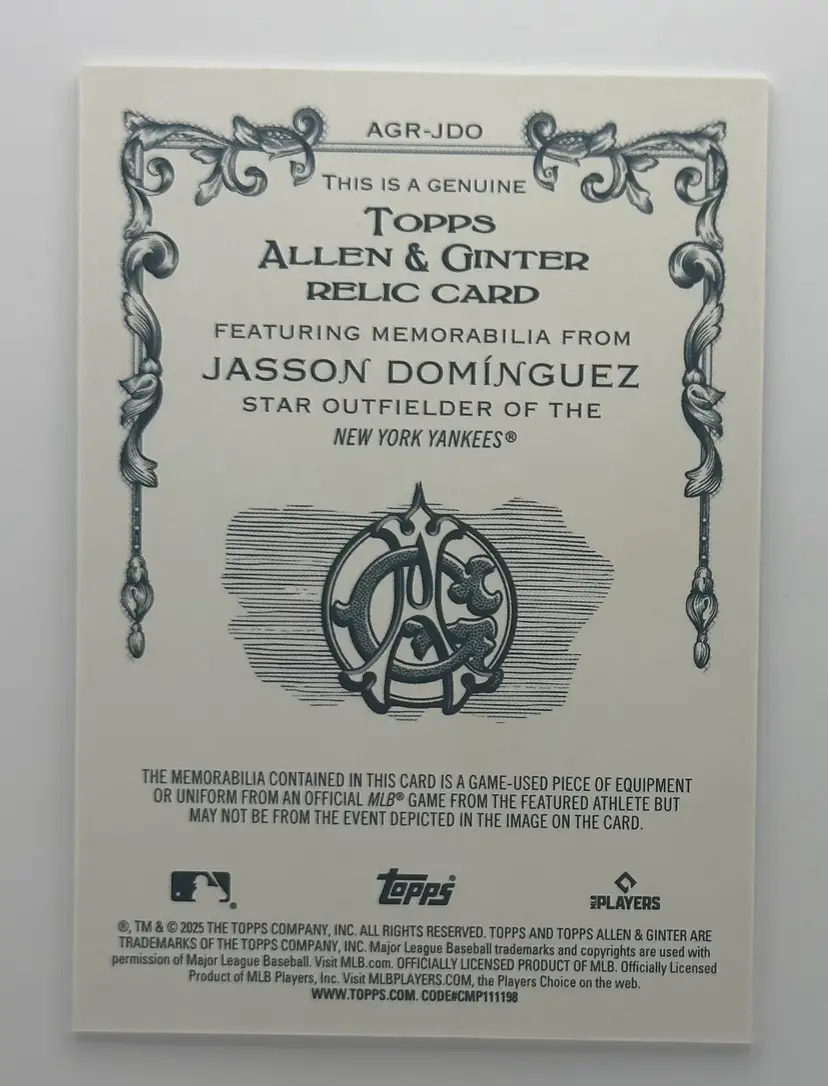 AGR-JDO
THIS IS A GENUINE
TOPPS
ALLEN & GINTER
RELIC CARD
FEATURING MEMORABILIA FROM
JASSON DOMÍNGUEZ
STAR OUTFIELDER OF THE
NEW YORK YANKEES®
THE MEMORABILIA CONTAINED IN THIS CARD IS A GAME-USED PIECE OF EQUIPMENT
OR UNIFORM FROM AN OFFICIAL MLB® GAME FROM THE FEATURED ATHLETE BUT
MAY NOT BE FROM THE EVENT DEPICTED IN THE IMAGE ON THE CARD.
topps®
MLB PLAYERS
®, TM & © 2025 THE TOPPS COMPANY, INC. ALL RIGHTS RESERVED. TOPPS AND TOPPS ALLEN & GINTER ARE
TRADEMARKS OF THE TOPPS COMPANY, INC. Major League Baseball trademarks and copyrights are used with
permission of Major League Baseball. Visit MLB.com. OFFICIALLY LICENSED PRODUCT OF MLB. Officially Licensed
Product of MLB Players, Inc. Visit MLBPLAYERS.COM, the Players Choice on the web.
WWW.TOPPS.COM. CODE#CMP111198